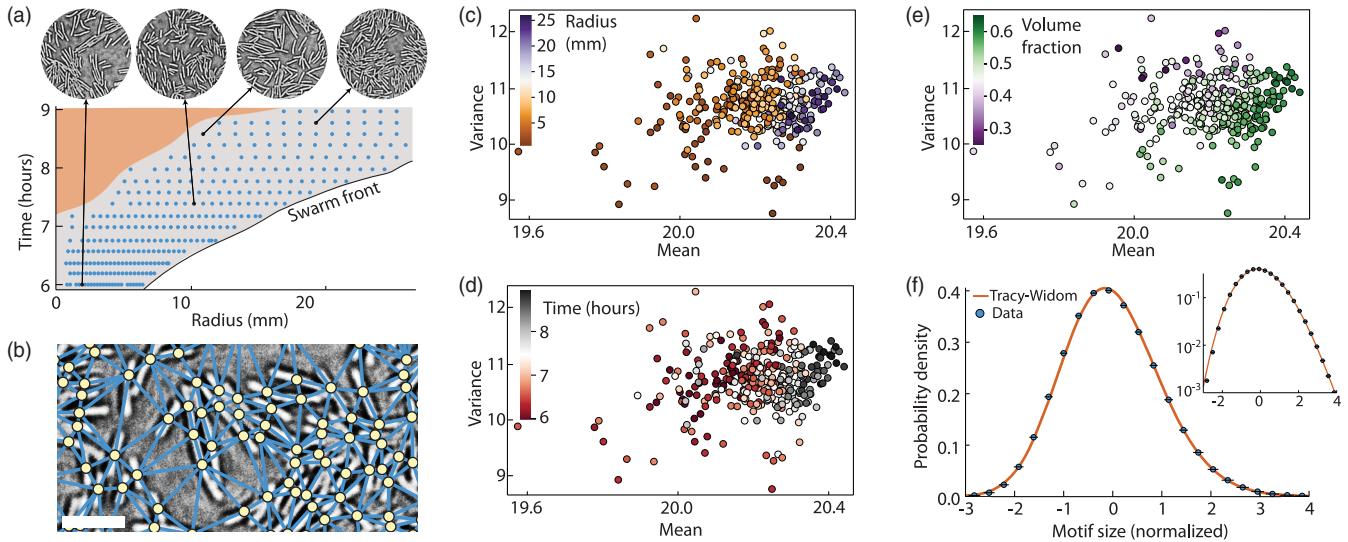 (a)
9
8
7
6
Time (hours)
0
10
20
Radius (mm)
Swarm front
(b)
(c)
Radius
(mm)
25
20
15
10
5
12
11
10
9
Variance
19.6
20.0
20.4
Mean
(d)
Time (hours)
8
7
6
12
11
10
9
Variance
19.6
20.0
20.4
Mean
(e)
Volume
fraction
0.6
0.5
0.4
0.3
12
11
10
9
Variance
19.6
20.0
20.4
Mean
(f)
Tracy-Widom
Data
0.4
0.3
0.2
0.1
0.0
Probability density
-3
-2
-1
0
1
2
3
4
Motif size (normalized)
10-1
10-2
10-3
-2
0
2
4